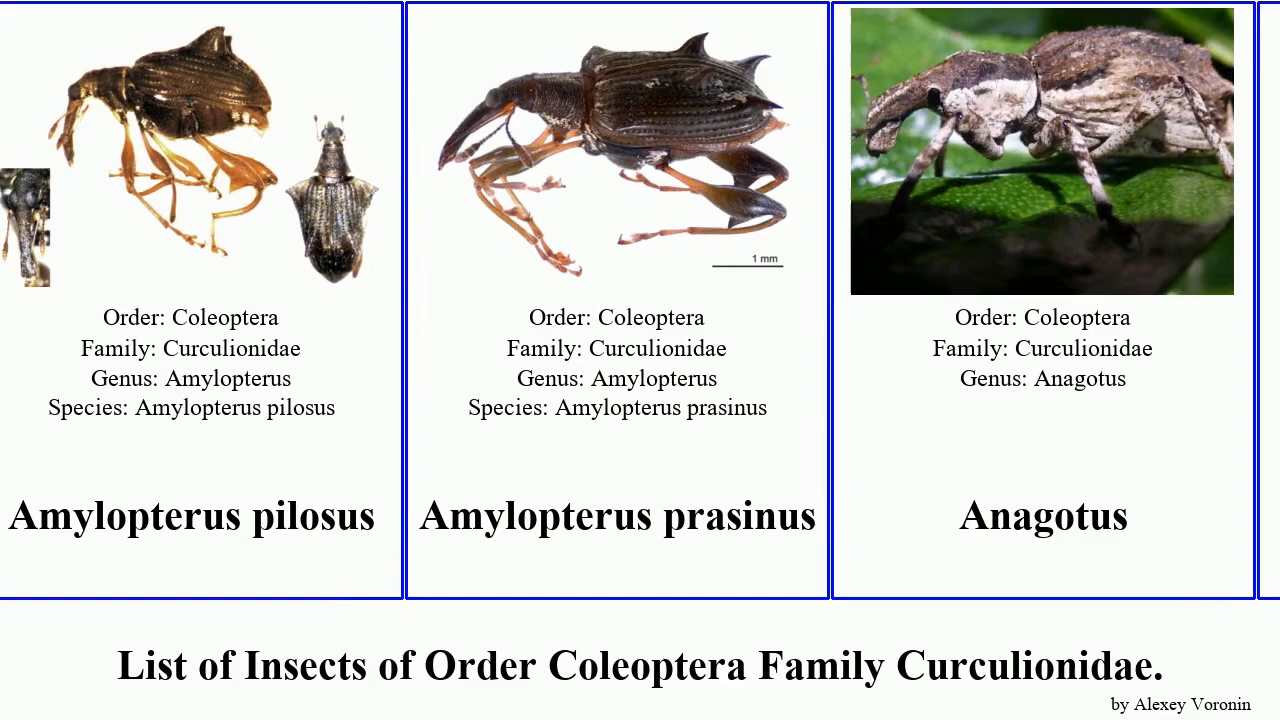 Order: Coleoptera
Family: Curculionidae
Genus: Amylopterus
Species: Amylopterus pilosus
Amylopterus pilosus
1 mm
Order: Coleoptera
Family: Curculionidae
Genus: Amylopterus
Species: Amylopterus prasinus
Amylopterus prasinus
Order: Coleoptera
Family: Curculionidae
Genus: Anagotus
Anagotus
List of Insects of Order Coleoptera Family Curculionidae.
by Alexey Voronin